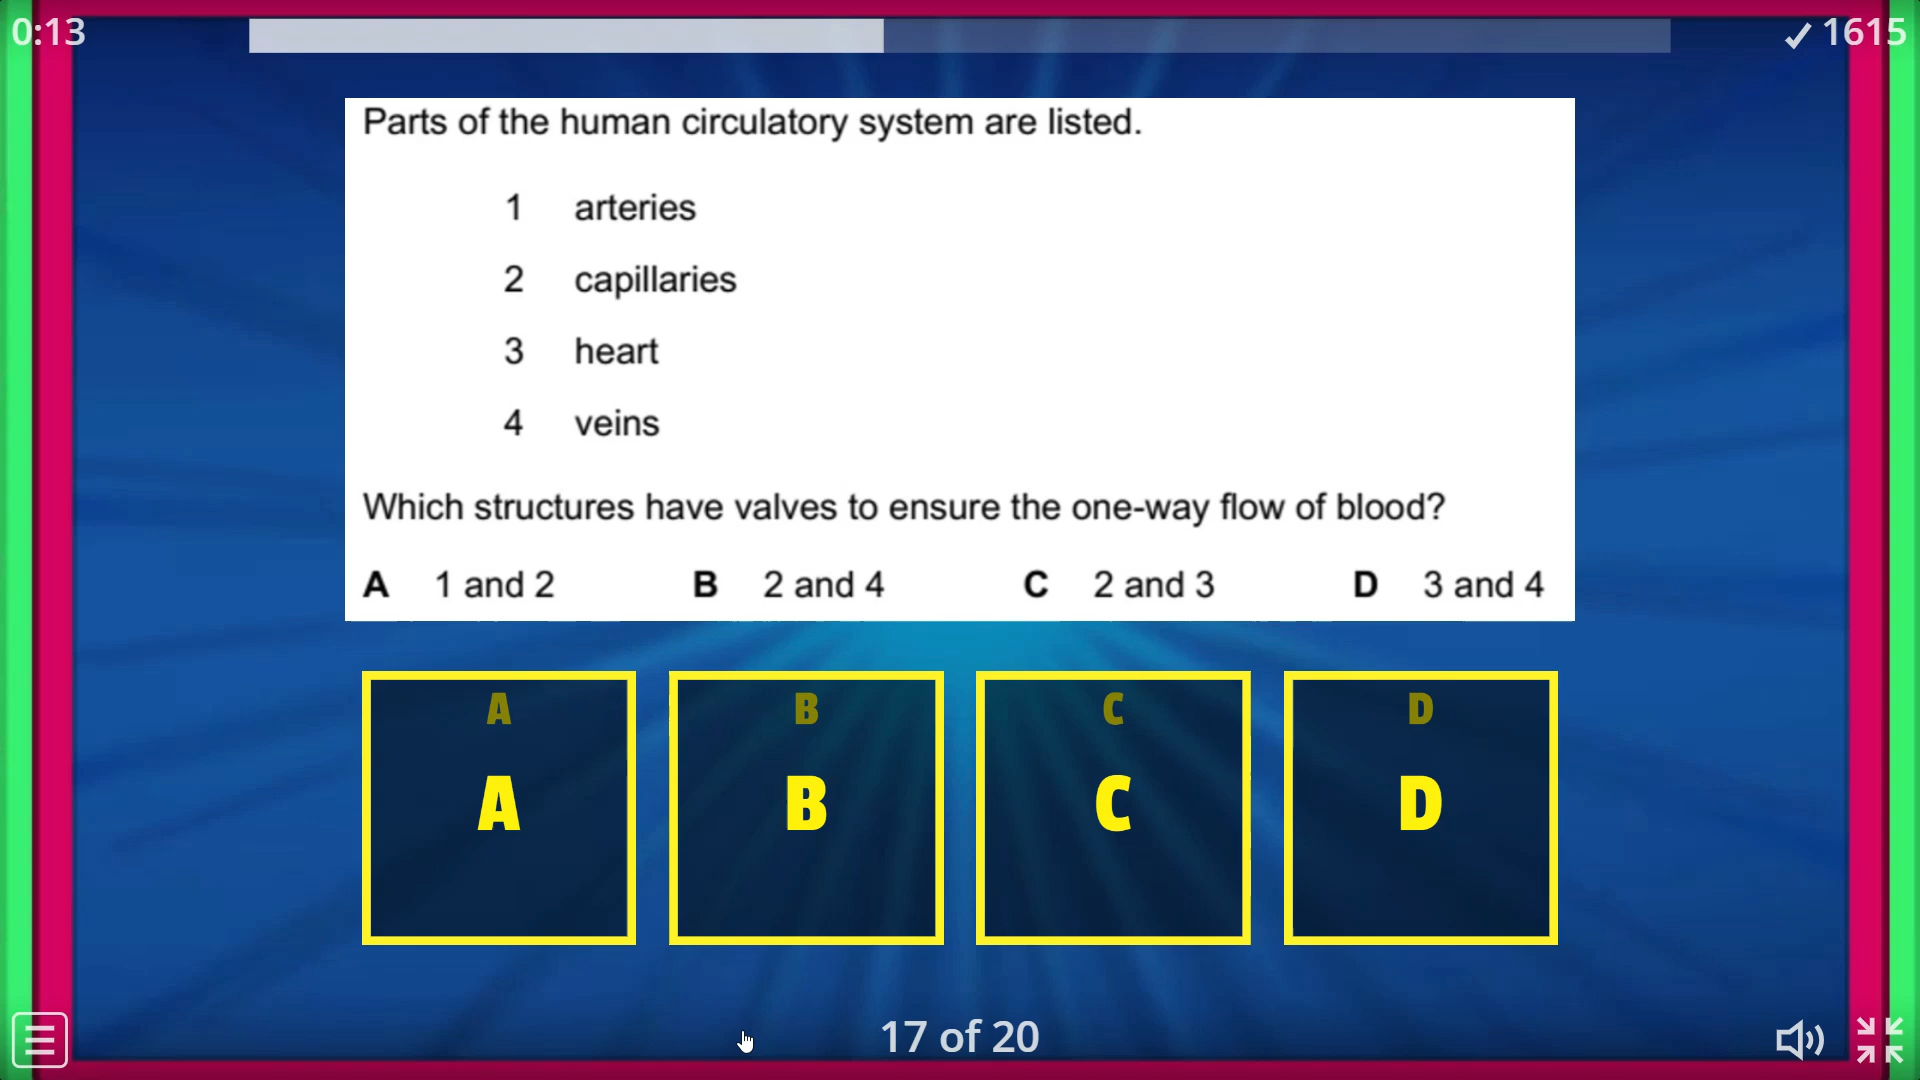 0:13
✓ 1615
Parts of the human circulatory system are listed.
1 arteries
2 capillaries
3 heart
4 veins
Which structures have valves to ensure the one-way flow of blood?
A 1 and 2 B 2 and 4 C 2 and 3 D 3 and 4
A B C D
A B C D
17 of 20